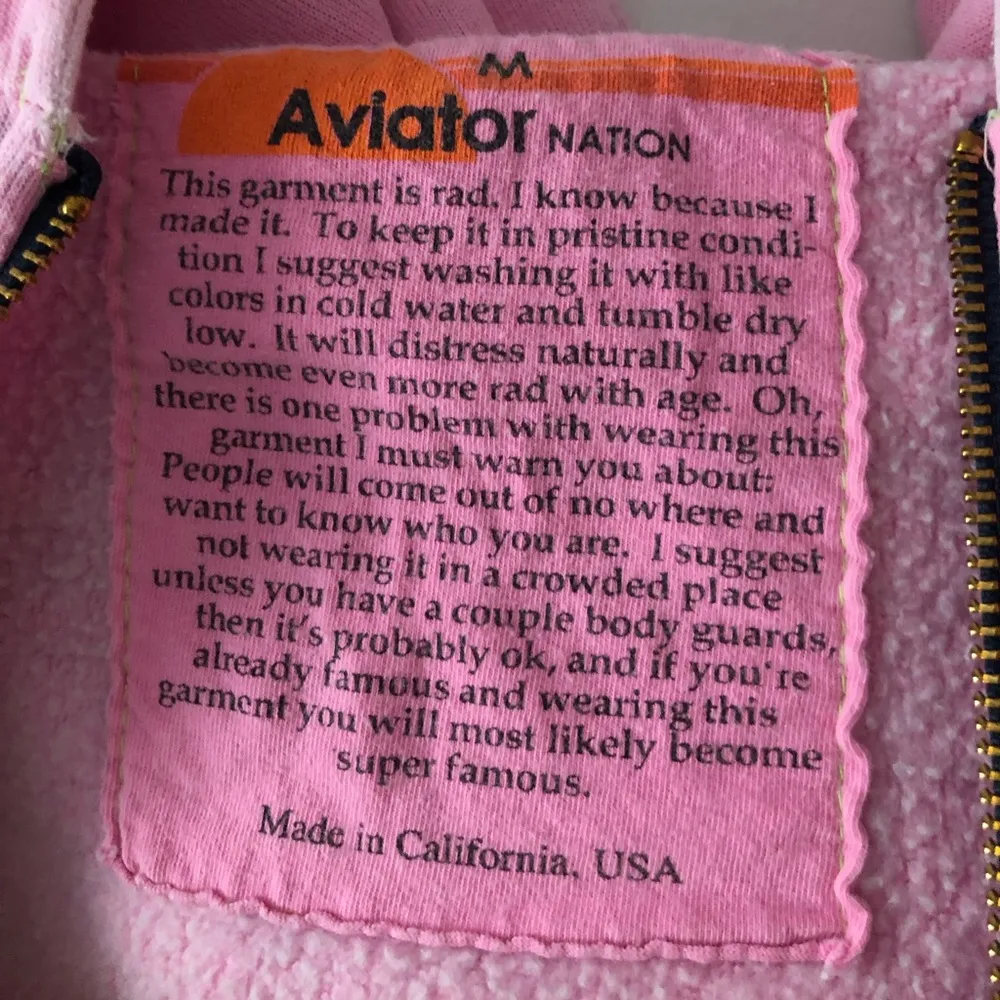 M
Aviator NATION
This garment is rad. I know because I
made it. To keep it in pristine condi-
tion I suggest washing it with like
colors in cold water and tumble dry
low. It will distress naturally and
become even more rad with age. Oh,
there is one problem with wearing this
garment I must warn you about:
People will come out of no where and
want to know who you are. I suggest
not wearing it in a crowded place
unless you have a couple body guards,
then it's probably ok, and if you're
already famous and wearing this
garment you will most likely become
super famous.
Made in California, USA